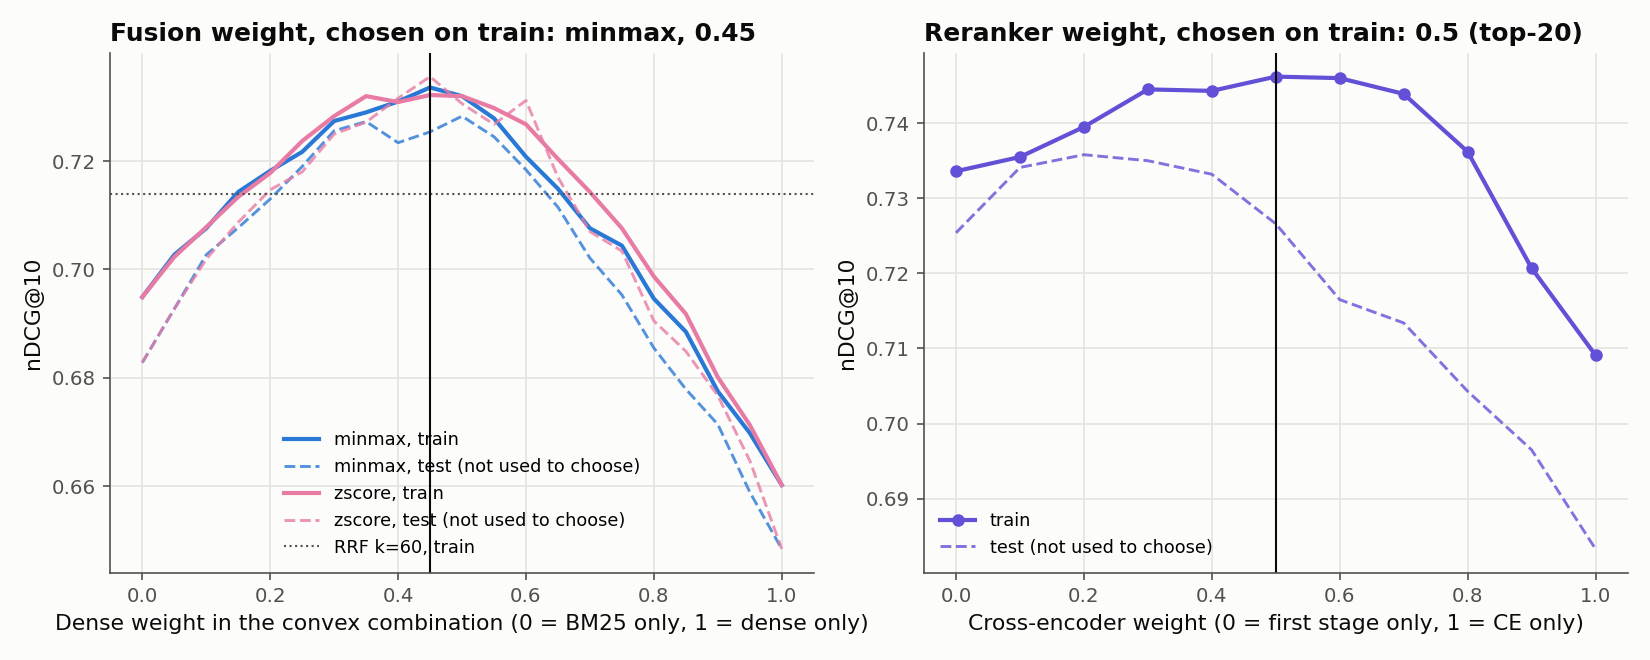 Fusion weight, chosen on train: minmax, 0.45
nDCG@10
0.72
0.70
0.68
0.66
minmax, train
minmax, test (not used to choose)
zscore, train
zscore, test (not used to choose)
RRF k=60, train
0.0 0.2 0.4 0.6 0.8 1.0
Dense weight in the convex combination (0 = BM25 only, 1 = dense only)
Reranker weight, chosen on train: 0.5 (top-20)
nDCG@10
0.74
0.73
0.72
0.71
0.70
0.69
train
test (not used to choose)
0.0 0.2 0.4 0.6 0.8 1.0
Cross-encoder weight (0 = first stage only, 1 = CE only)